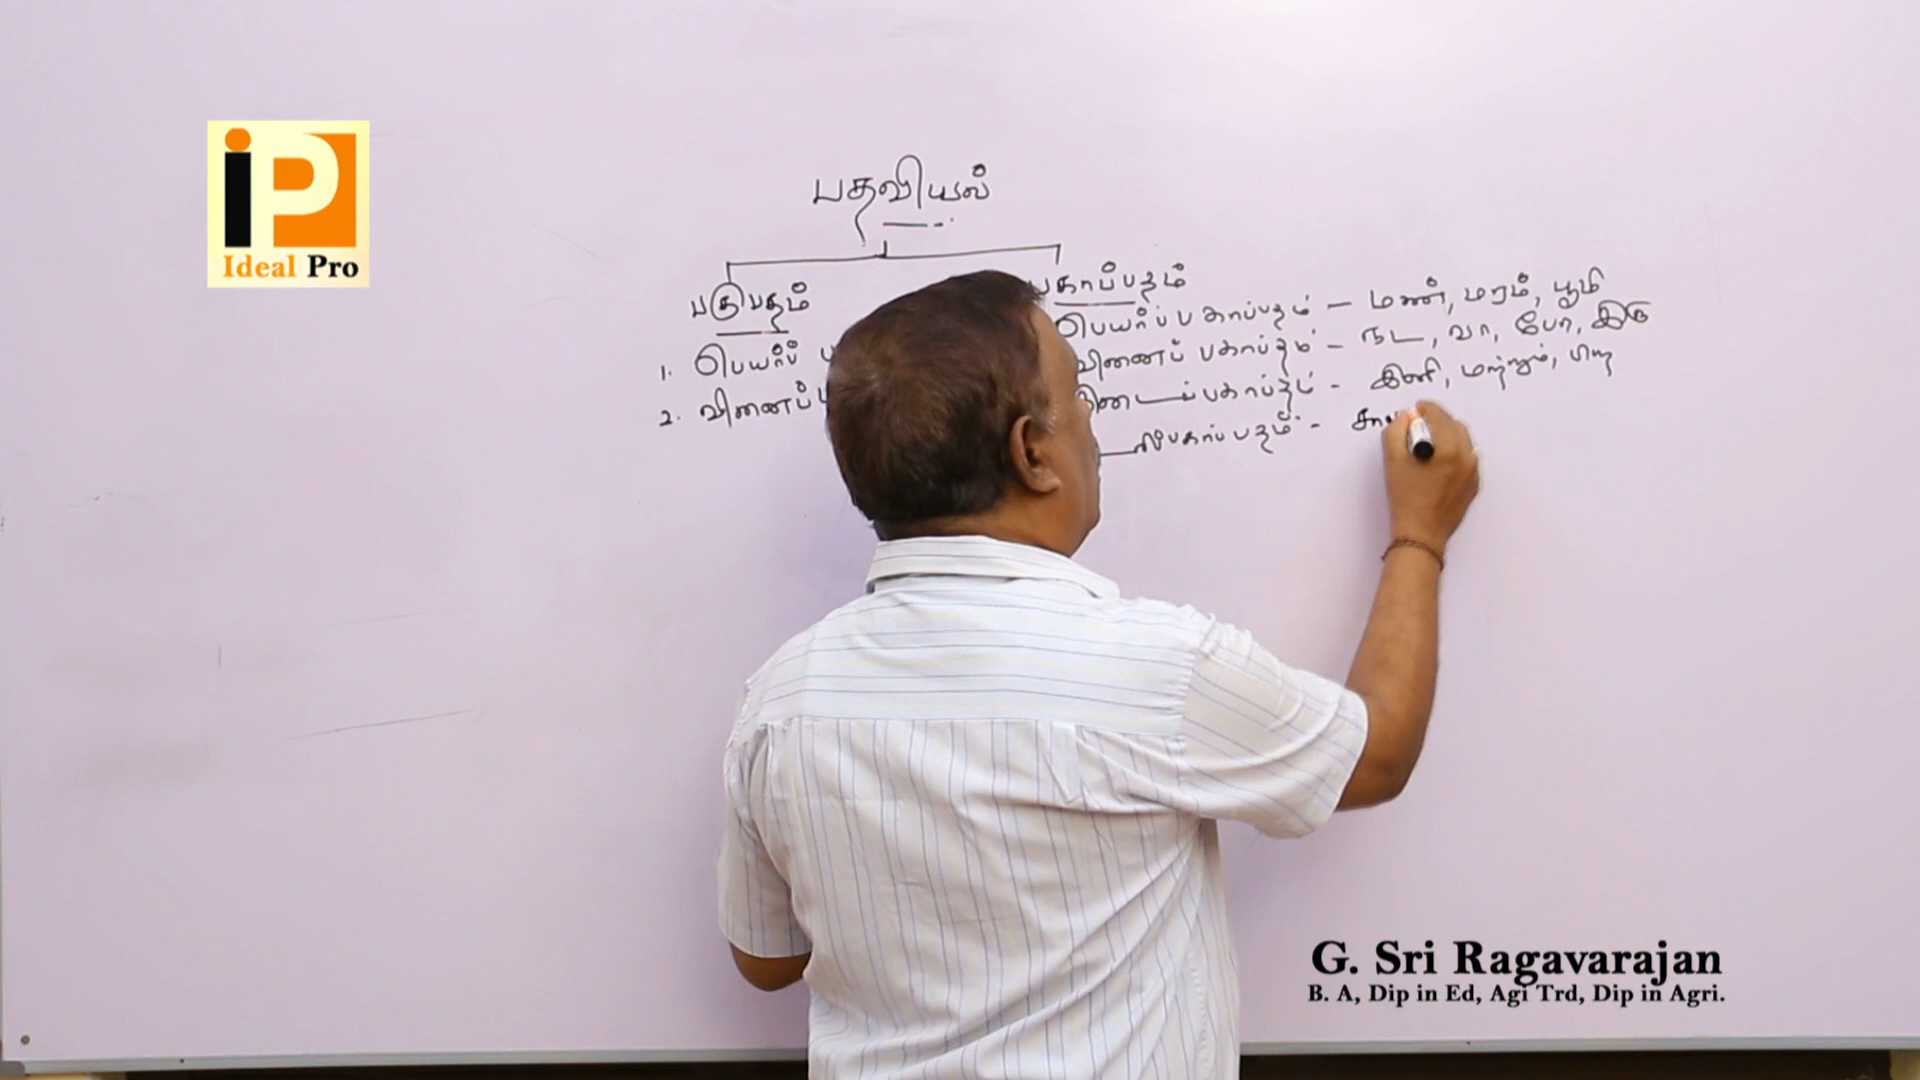 iP
Ideal Pro
பதவியல்
பகுபதம்
பகாப்பதம்
1. பெயர்ப்
2. வினைப்
பெயர்ப் பகாப்பதம் - மண், மரம், பூமி
வினைப் பகாப்பதம் - நட, வா, போ, இரு
இடைப்பகாப்பதம் - இனி, மற்றும், பிற
பகாப்பதம் -
G. Sri Ragavarajan
B. A, Dip in Ed, Agi Trd, Dip in Agri.